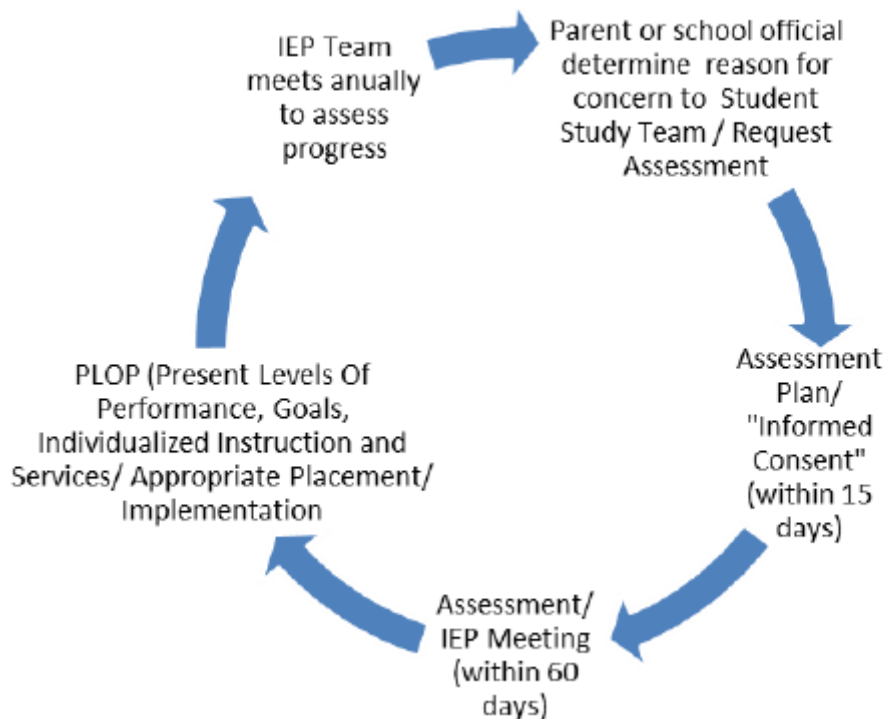 Parent or school official
determine reason for
concern to Student
Study Team / Request
Assessment
Assessment
Plan/
"Informed
Consent"
(within 15
days)
Assessment/
IEP Meeting
(within 60
days)
PLOP (Present Levels Of
Performance, Goals,
Individualized Instruction and
Services/ Appropriate Placement/
Implementation
IEP Team
meets anually
to assess
progress